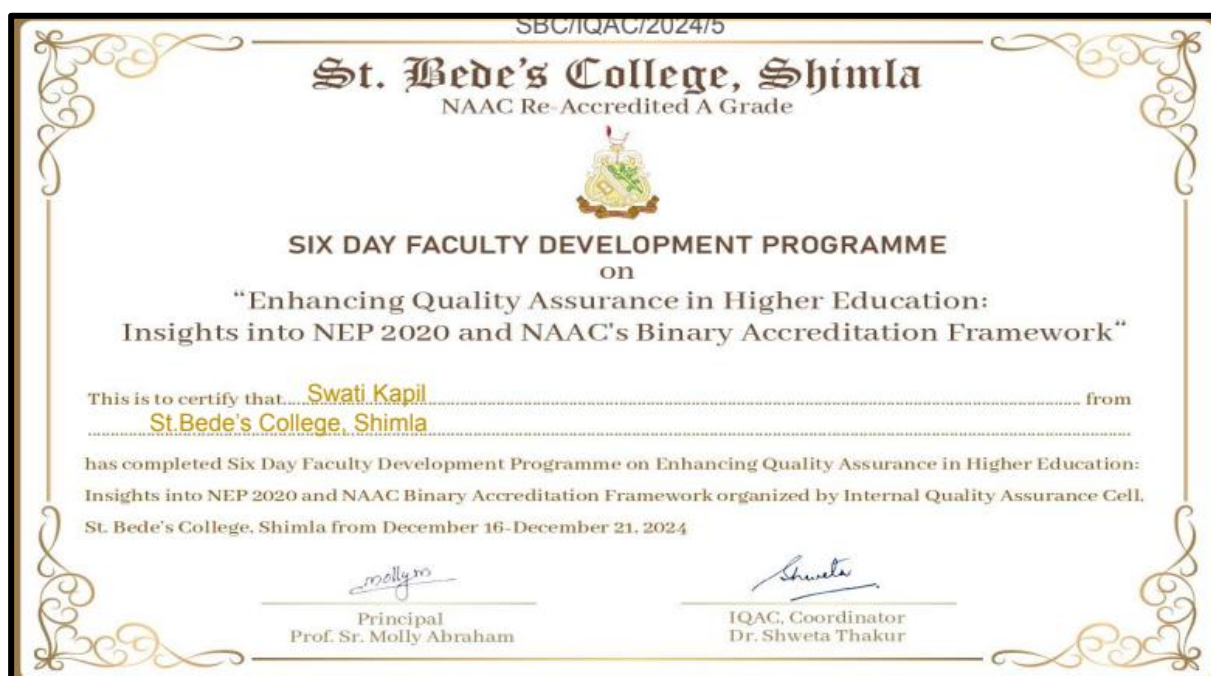 SBC/IQAC/2024/5
St. Bede's College, Shimla
NAAC Re-Accredited A Grade
SIX DAY FACULTY DEVELOPMENT PROGRAMME
on
“Enhancing Quality Assurance in Higher Education:
Insights into NEP 2020 and NAAC's Binary Accreditation Framework“
This is to certify that Swati Kapil from
St.Bede's College, Shimla
has completed Six Day Faculty Development Programme on Enhancing Quality Assurance in Higher Education:
Insights into NEP 2020 and NAAC Binary Accreditation Framework organized by Internal Quality Assurance Cell,
St. Bede's College, Shimla from December 16-December 21, 2024
mollym Shweta
Principal IQAC, Coordinator
Prof. Sr. Molly Abraham Dr. Shweta Thakur